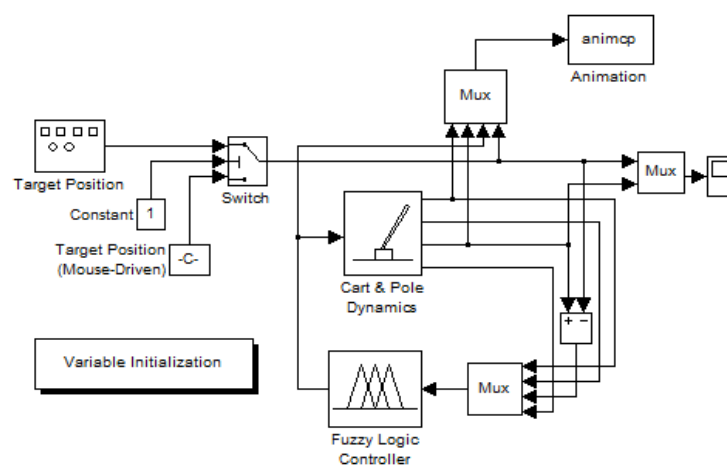 animcp
Animation
Mux
Target Position
Switch
Mux
Constant
1
Target Position
(Mouse-Driven)
-C-
Cart & Pole
Dynamics
+ −
Variable Initialization
Mux
Fuzzy Logic
Controller